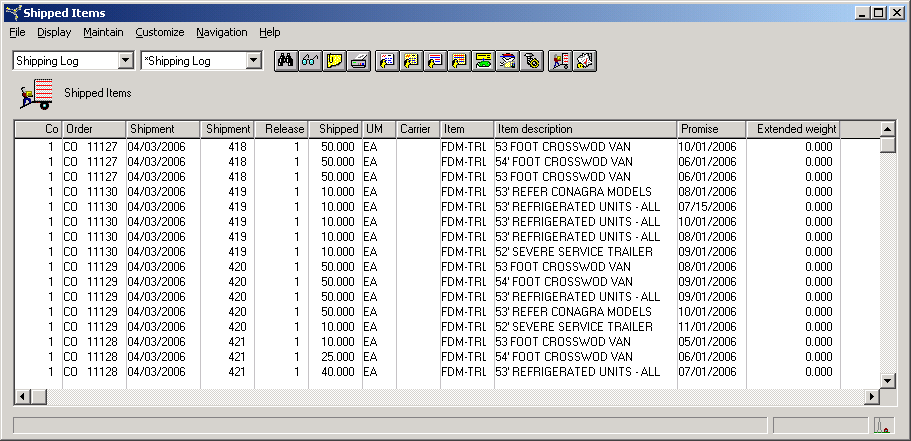 Shipped Items
File Display Maintain Customize Navigation Help
Shipping Log *Shipping Log
Shipped Items
Co Order Shipment Shipment Release Shipped UM Carrier Item Item description Promise Extended weight
1 CO 11127 04/03/2006 418 1 50.000 EA FDM-TRL 53 FOOT CROSSWOD VAN 10/01/2006 0.000
1 CO 11127 04/03/2006 418 1 50.000 EA FDM-TRL 54' FOOT CROSSWOD VAN 06/01/2006 0.000
1 CO 11127 04/03/2006 418 1 50.000 EA FDM-TRL 53 FOOT CROSSWOD VAN 06/01/2006 0.000
1 CO 11130 04/03/2006 419 1 10.000 EA FDM-TRL 53' REFER CONAGRA MODELS 08/01/2006 0.000
1 CO 11130 04/03/2006 419 1 10.000 EA FDM-TRL 53' REFRIGERATED UNITS - ALL 07/15/2006 0.000
1 CO 11130 04/03/2006 419 1 10.000 EA FDM-TRL 53' REFRIGERATED UNITS - ALL 10/01/2006 0.000
1 CO 11130 04/03/2006 419 1 10.000 EA FDM-TRL 53' REFRIGERATED UNITS - ALL 08/01/2006 0.000
1 CO 11130 04/03/2006 419 1 10.000 EA FDM-TRL 52' SEVERE SERVICE TRAILER 09/01/2006 0.000
1 CO 11129 04/03/2006 420 1 50.000 EA FDM-TRL 53 FOOT CROSSWOD VAN 08/01/2006 0.000
1 CO 11129 04/03/2006 420 1 50.000 EA FDM-TRL 54' FOOT CROSSWOD VAN 09/01/2006 0.000
1 CO 11129 04/03/2006 420 1 50.000 EA FDM-TRL 53' REFRIGERATED UNITS - ALL 09/01/2006 0.000
1 CO 11129 04/03/2006 420 1 50.000 EA FDM-TRL 53' REFER CONAGRA MODELS 10/01/2006 0.000
1 CO 11129 04/03/2006 420 1 10.000 EA FDM-TRL 52' SEVERE SERVICE TRAILER 11/01/2006 0.000
1 CO 11128 04/03/2006 421 1 10.000 EA FDM-TRL 53 FOOT CROSSWOD VAN 05/01/2006 0.000
1 CO 11128 04/03/2006 421 1 25.000 EA FDM-TRL 54' FOOT CROSSWOD VAN 06/01/2006 0.000
1 CO 11128 04/03/2006 421 1 40.000 EA FDM-TRL 53' REFRIGERATED UNITS - ALL 07/01/2006 0.000